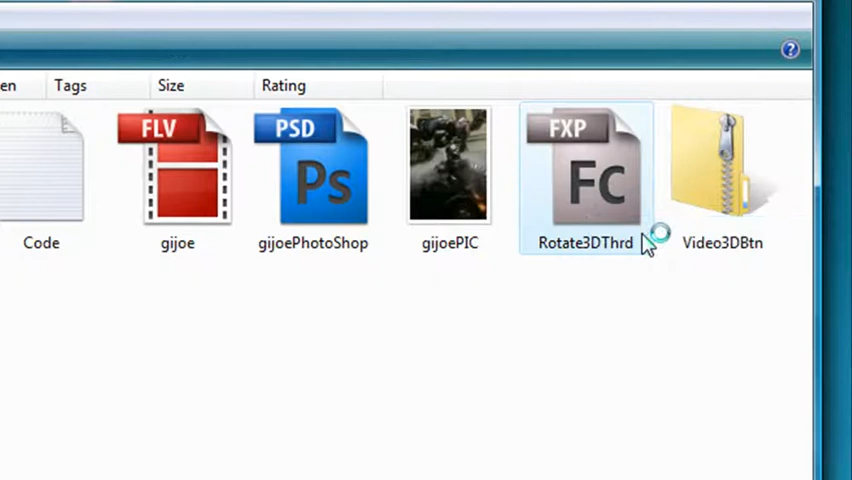 en Tags Size Rating
FLV PSD FXP
Ps Fc
Code gijoe gijoePhotoShop gijoePIC Rotate3DThrd Video3DBtn